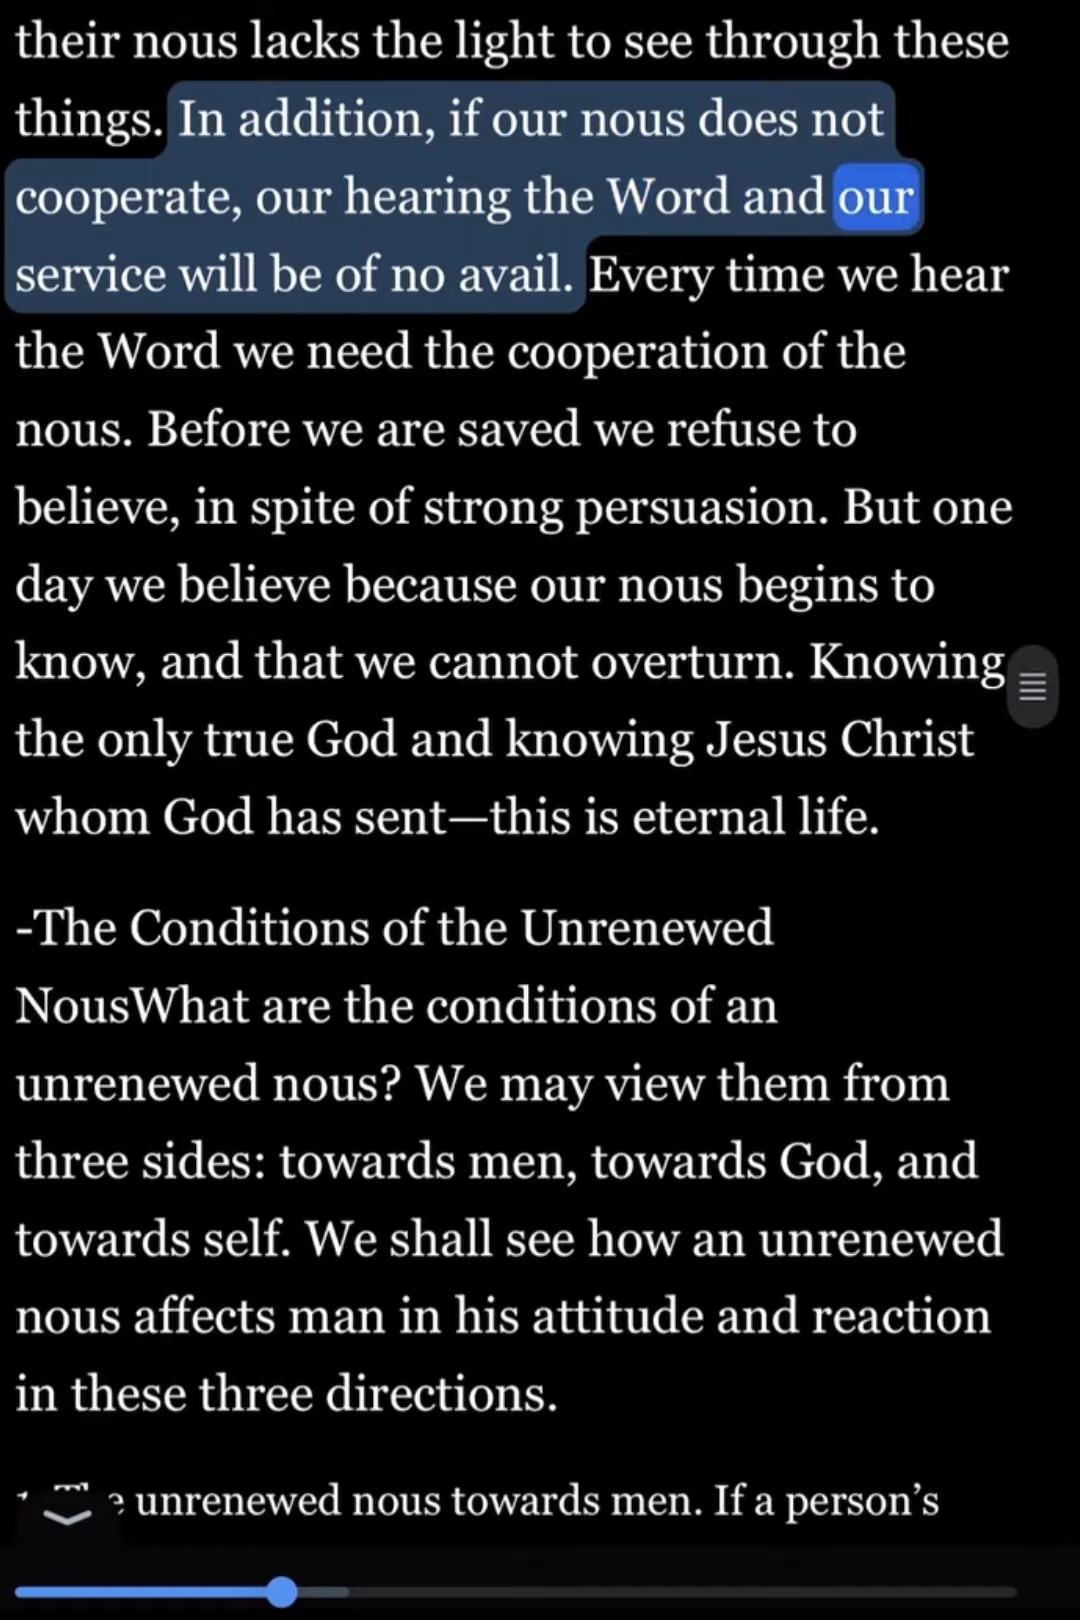 their nous lacks the light to see through these
things. In addition, if our nous does not
cooperate, our hearing the Word and our
service will be of no avail. Every time we hear
the Word we need the cooperation of the
nous. Before we are saved we refuse to
believe, in spite of strong persuasion. But one
day we believe because our nous begins to
know, and that we cannot overturn. Knowing
the only true God and knowing Jesus Christ
whom God has sent—this is eternal life.
-The Conditions of the Unrenewed
NousWhat are the conditions of an
unrenewed nous? We may view them from
three sides: towards men, towards God, and
towards self. We shall see how an unrenewed
nous affects man in his attitude and reaction
in these three directions.
unrenewed nous towards men. If a person’s